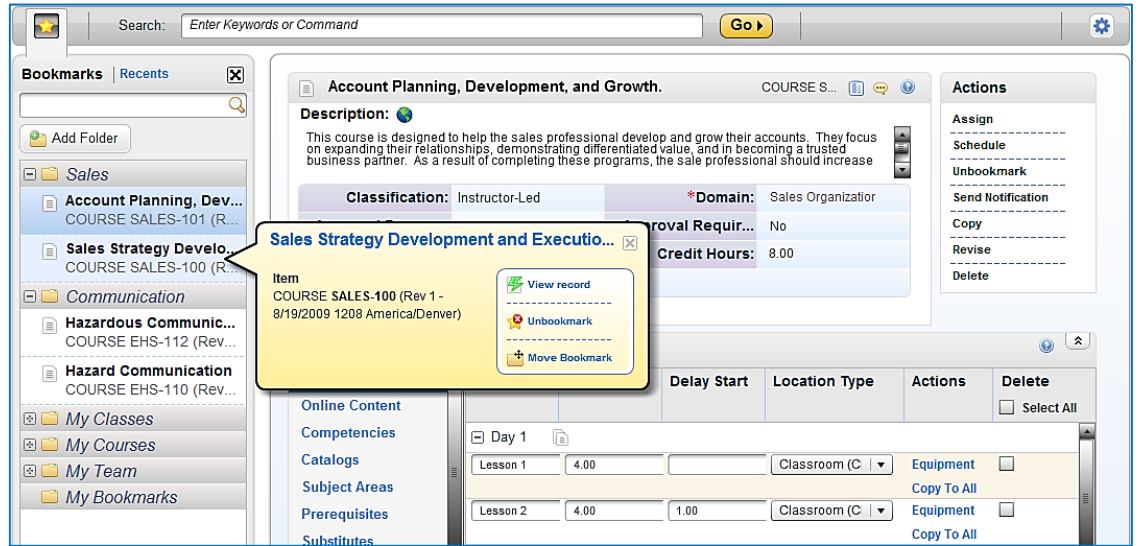 Search: Enter Keywords or Command Go
Bookmarks | Recents
Add Folder
Sales
Account Planning, Dev...
COURSE SALES-101 (R...
Sales Strategy Develo...
COURSE SALES-100 (R...
Communication
Hazardous Communic...
COURSE EHS-112 (Rev...
Hazard Communication
COURSE EHS-110 (Rev...
My Classes
My Courses
My Team
My Bookmarks
Account Planning, Development, and Growth. COURSE S...
Description:
This course is designed to help the sales professional develop and grow their accounts. They focus
on expanding their relationships, demonstrating differentiated value, and in becoming a trusted
business partner. As a result of completing these programs, the sale professional should increase
Classification: Instructor-Led *Domain: Sales Organization
Requir... No
Credit Hours: 8.00
Sales Strategy Development and Executio...
Item
COURSE SALES-100 (Rev 1 -
8/19/2009 1208 America/Denver)
View record
Unbookmark
Move Bookmark
Actions
Assign
Schedule
Unbookmark
Send Notification
Copy
Revise
Delete
Online Content
Competencies
Catalogs
Subject Areas
Prerequisites
Substitutes
Delay Start Location Type Actions Delete
Select All
Day 1
Lesson 1 4.00 Classroom (C Equipment
Copy To All
Lesson 2 4.00 1.00 Classroom (C Equipment
Copy To All